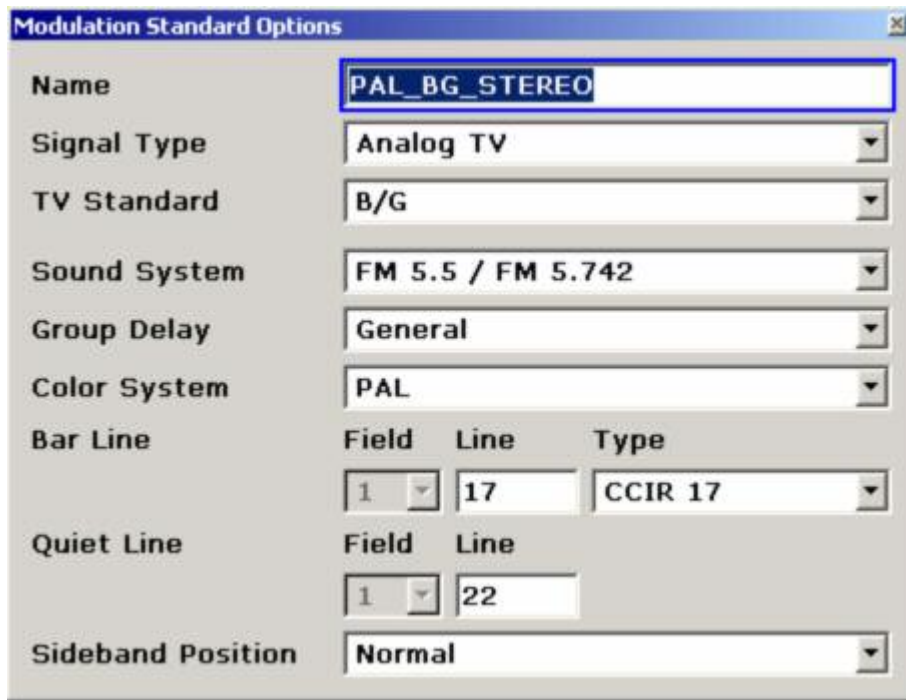 Modulation Standard Options
Name PAL_BG_STEREO
Signal Type Analog TV
TV Standard B/G
Sound System FM 5.5 / FM 5.742
Group Delay General
Color System PAL
Bar Line Field Line Type
1 17 CCIR 17
Quiet Line Field Line
1 22
Sideband Position Normal